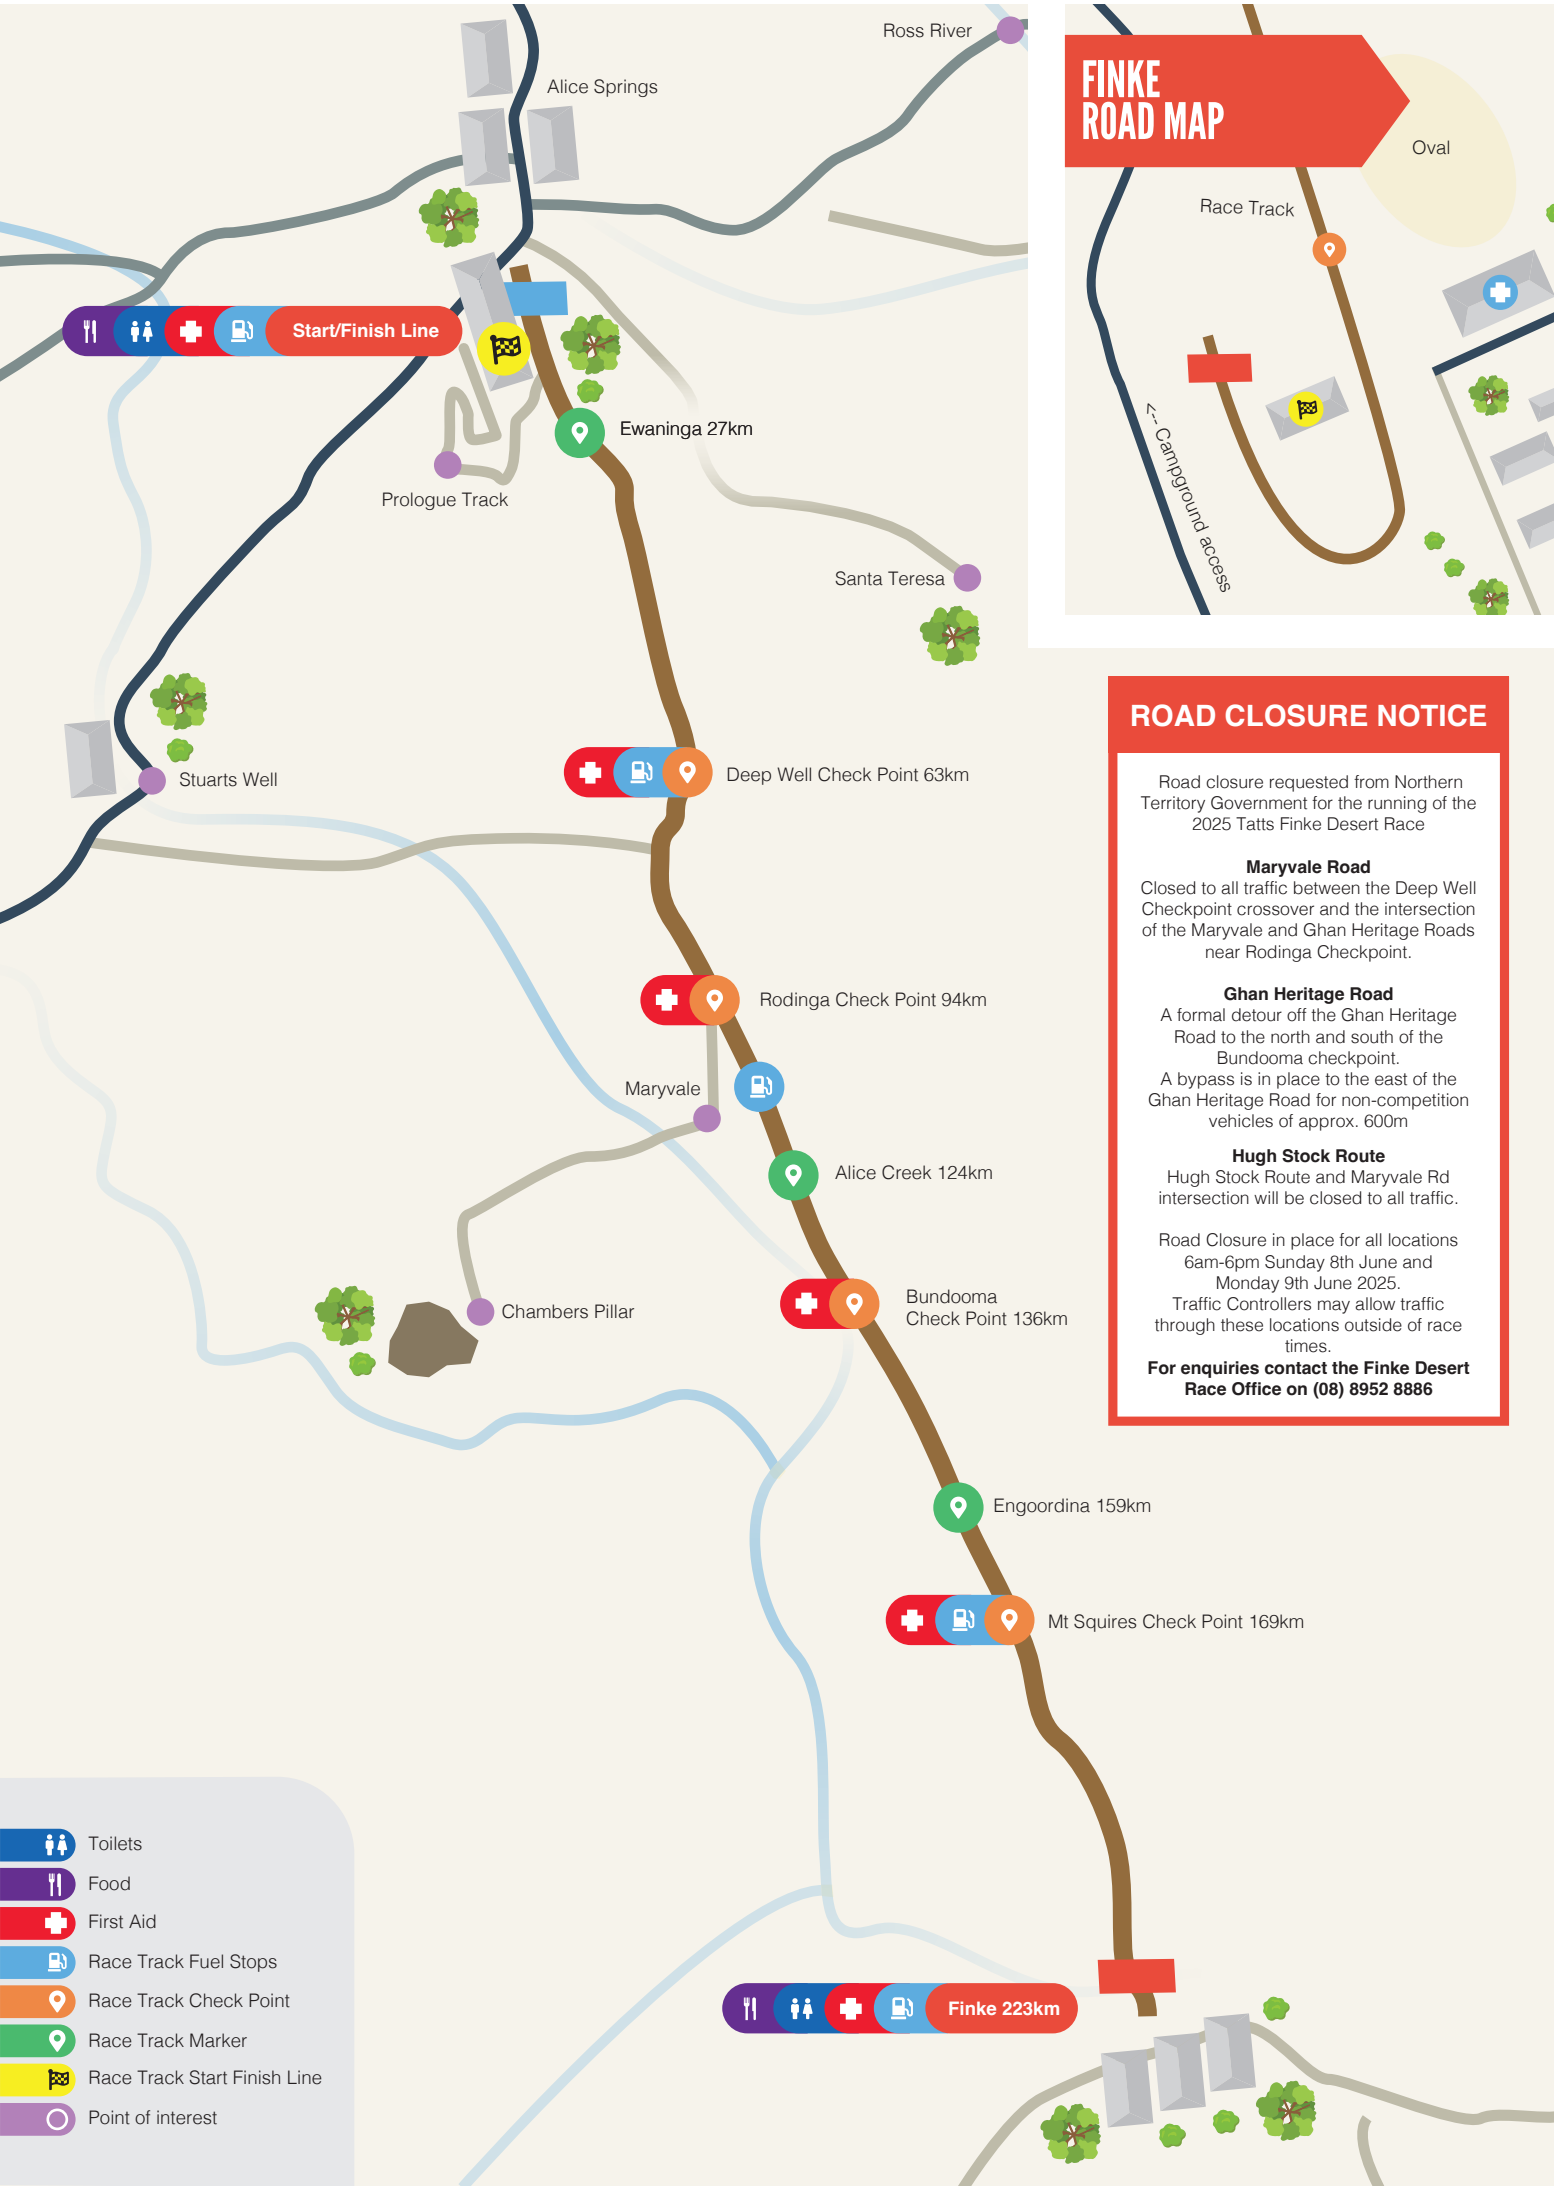 Ross River
Alice Springs
FINKE
ROAD MAP
Oval
Race Track
<--- Campground access
Start/Finish Line
Ewaninga 27km
Prologue Track
Santa Teresa
Stuarts Well
Deep Well Check Point 63km
Rodinga Check Point 94km
Maryvale
Alice Creek 124km
Chambers Pillar
Bundooma
Check Point 136km
Engoordina 159km
Mt Squires Check Point 169km
Finke 223km
ROAD CLOSURE NOTICE
Road closure requested from Northern
Territory Government for the running of the
2025 Tatts Finke Desert Race
Maryvale Road
Closed to all traffic between the Deep Well
Checkpoint crossover and the intersection
of the Maryvale and Ghan Heritage Roads
near Rodinga Checkpoint.
Ghan Heritage Road
A formal detour off the Ghan Heritage
Road to the north and south of the
Bundooma checkpoint.
A bypass is in place to the east of the
Ghan Heritage Road for non-competition
vehicles of approx. 600m
Hugh Stock Route
Hugh Stock Route and Maryvale Rd
intersection will be closed to all traffic.
Road Closure in place for all locations
6am-6pm Sunday 8th June and
Monday 9th June 2025.
Traffic Controllers may allow traffic
through these locations outside of race
times.
For enquiries contact the Finke Desert
Race Office on (08) 8952 8886
Toilets
Food
First Aid
Race Track Fuel Stops
Race Track Check Point
Race Track Marker
Race Track Start Finish Line
Point of interest